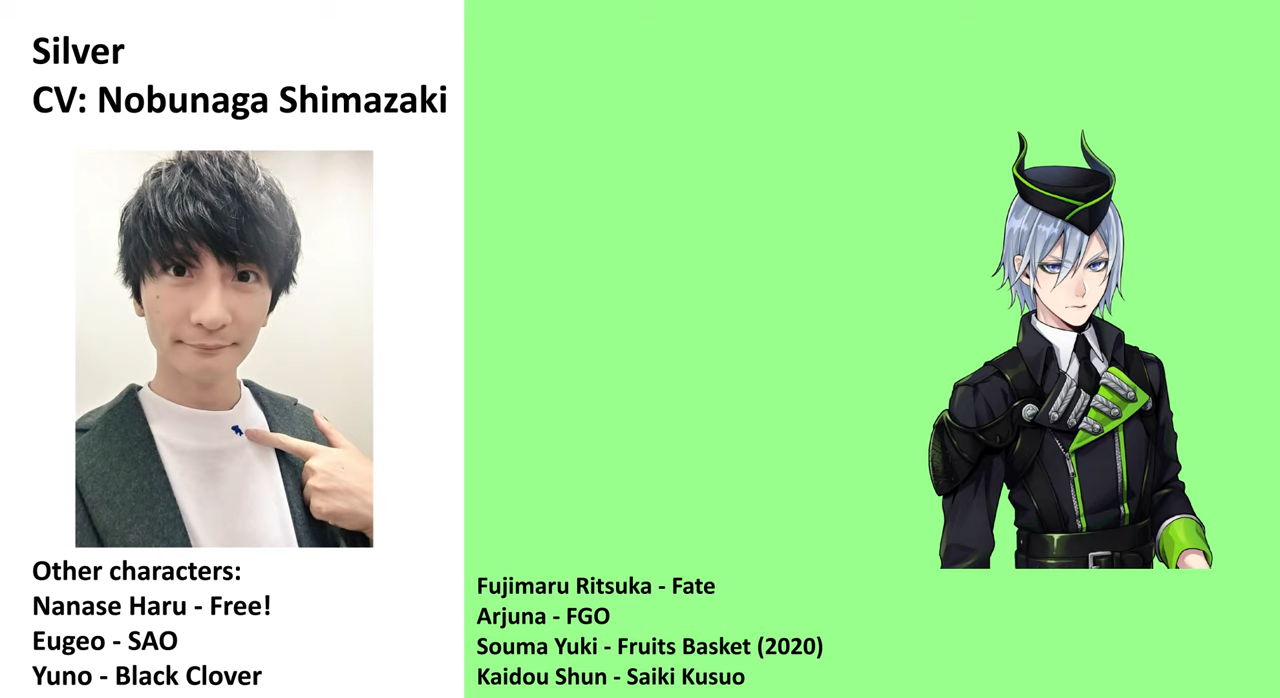 Silver
CV: Nobunaga Shimazaki
Other characters:
Nanase Haru - Free!
Eugeo - SAO
Yuno - Black Clover
Fujimaru Ritsuka - Fate
Arjuna - FGO
Souma Yuki - Fruits Basket (2020)
Kaidou Shun - Saiki Kusuo